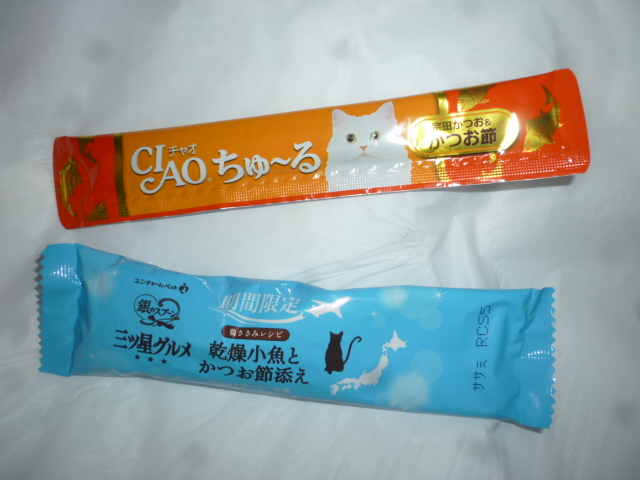 チャオ
CIAO ちゅ〜る
宗田かつお&
かつお節
ユニ・チャームペット
銀のスプーン
三ツ星グルメ
期間限定
鶏ささみレシピ
乾燥小魚と
かつお節添え
ササミ RCS5